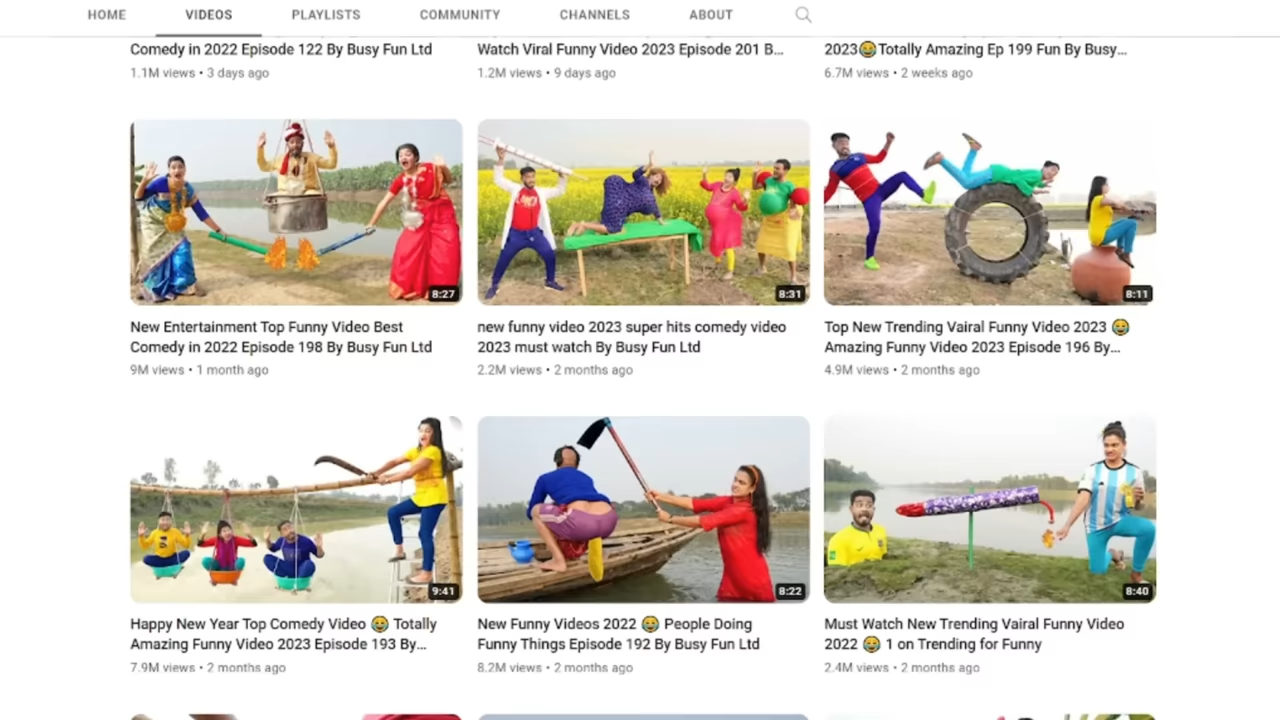 HOME VIDEOS PLAYLISTS COMMUNITY CHANNELS ABOUT
Comedy in 2022 Episode 122 By Busy Fun Ltd
1.1M views • 3 days ago
Watch Viral Funny Video 2023 Episode 201 B...
1.2M views • 9 days ago
2023😂Totally Amazing Ep 199 Fun By Busy...
6.7M views • 2 weeks ago
8:27
New Entertainment Top Funny Video Best
Comedy in 2022 Episode 198 By Busy Fun Ltd
9M views • 1 month ago
8:31
new funny video 2023 super hits comedy video
2023 must watch By Busy Fun Ltd
2.2M views • 2 months ago
8:11
Top New Trending Vairal Funny Video 2023 😂
Amazing Funny Video 2023 Episode 196 By...
4.9M views • 2 months ago
9:41
Happy New Year Top Comedy Video 😂 Totally
Amazing Funny Video 2023 Episode 193 By...
7.9M views • 2 months ago
8:22
New Funny Videos 2022 😂 People Doing
Funny Things Episode 192 By Busy Fun Ltd
8.2M views • 2 months ago
8:40
Must Watch New Trending Vairal Funny Video
2022 😂 1 on Trending for Funny
2.4M views • 2 months ago